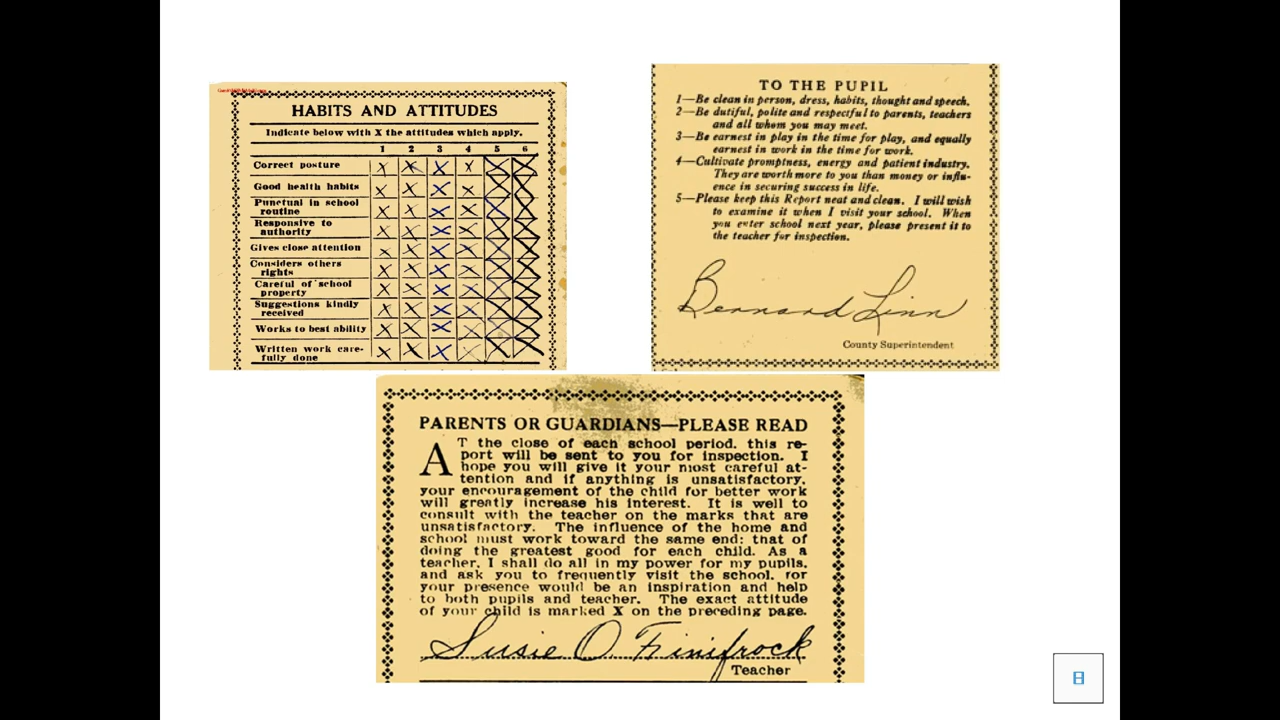 HABITS AND ATTITUDES
Indicate below with X the attitudes which apply.
1 2 3 4 5 6
Correct posture X X X X X X
Good health habits X X X X X X
Punctual in school
routine X X X X X X
Responsive to
authority X X X X X X
Gives close attention X X X X X X
Considers others
rights X X X X X X
Careful of school
property X X X X X X
Suggestions kindly
received X X X X X X
Works to best ability X X X X X X
Written work care-
fully done X X X X X X
TO THE PUPIL
1—Be clean in person, dress, habits, thought and speech.
2—Be dutiful, polite and respectful to parents, teachers
and all whom you may meet.
3—Be earnest in play in the time for play, and equally
earnest in work in the time for work.
4—Cultivate promptness, energy and patient industry.
They are worth more to you than money or influ-
ence in securing success in life.
5—Please keep this Report neat and clean. I will wish
to examine it when I visit your school. When
you enter school next year, please present it to
the teacher for inspection.
Bernard Linn
County Superintendent
PARENTS OR GUARDIANS—PLEASE READ
AT the close of each school period, this re-
port will be sent to you for inspection. I
hope you will give it your most careful at-
tention and if anything is unsatisfactory,
your encouragement of the child for better work
will greatly increase his interest. It is well to
consult with the teacher on the marks that are
unsatisfactory. The influence of the home and
school must work toward the same end: that of
doing the greatest good for each child. As a
teacher, I shall do all in my power for my pupils,
and ask you to frequently visit the school, for
your presence would be an inspiration and help
to both pupils and teacher. The exact attitude
of your child is marked X on the preceding page.
Susie O. Finifrock
Teacher